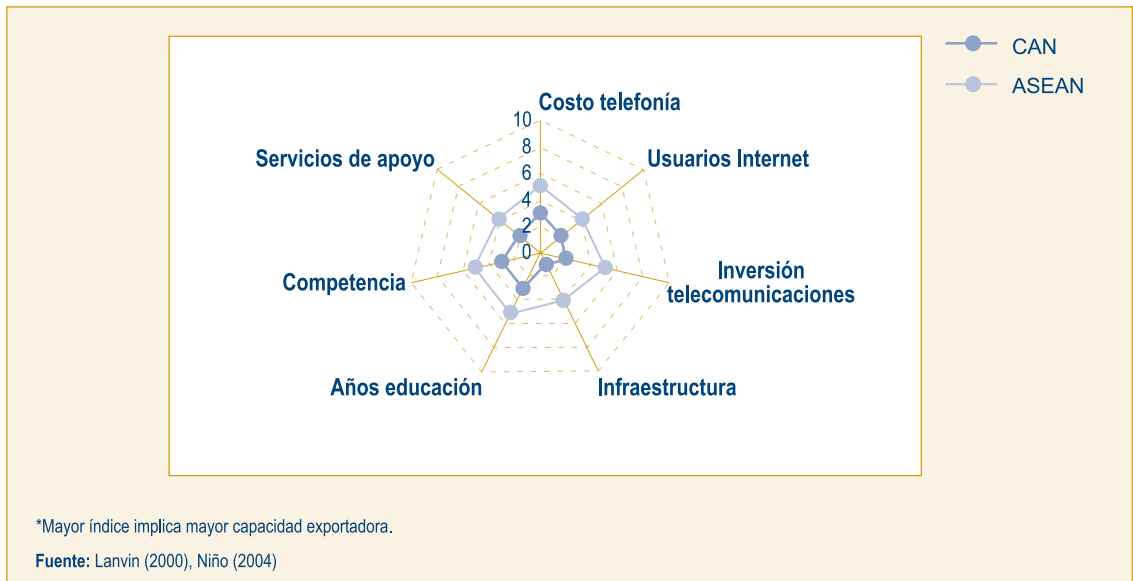 CAN
ASEAN
Costo telefonía
10
8
6
4
2
0
Servicios de apoyo
Usuarios Internet
Competencia
Inversión
telecomunicaciones
Años educación
Infraestructura
*Mayor índice implica mayor capacidad exportadora.
Fuente: Lanvin (2000), Niño (2004)